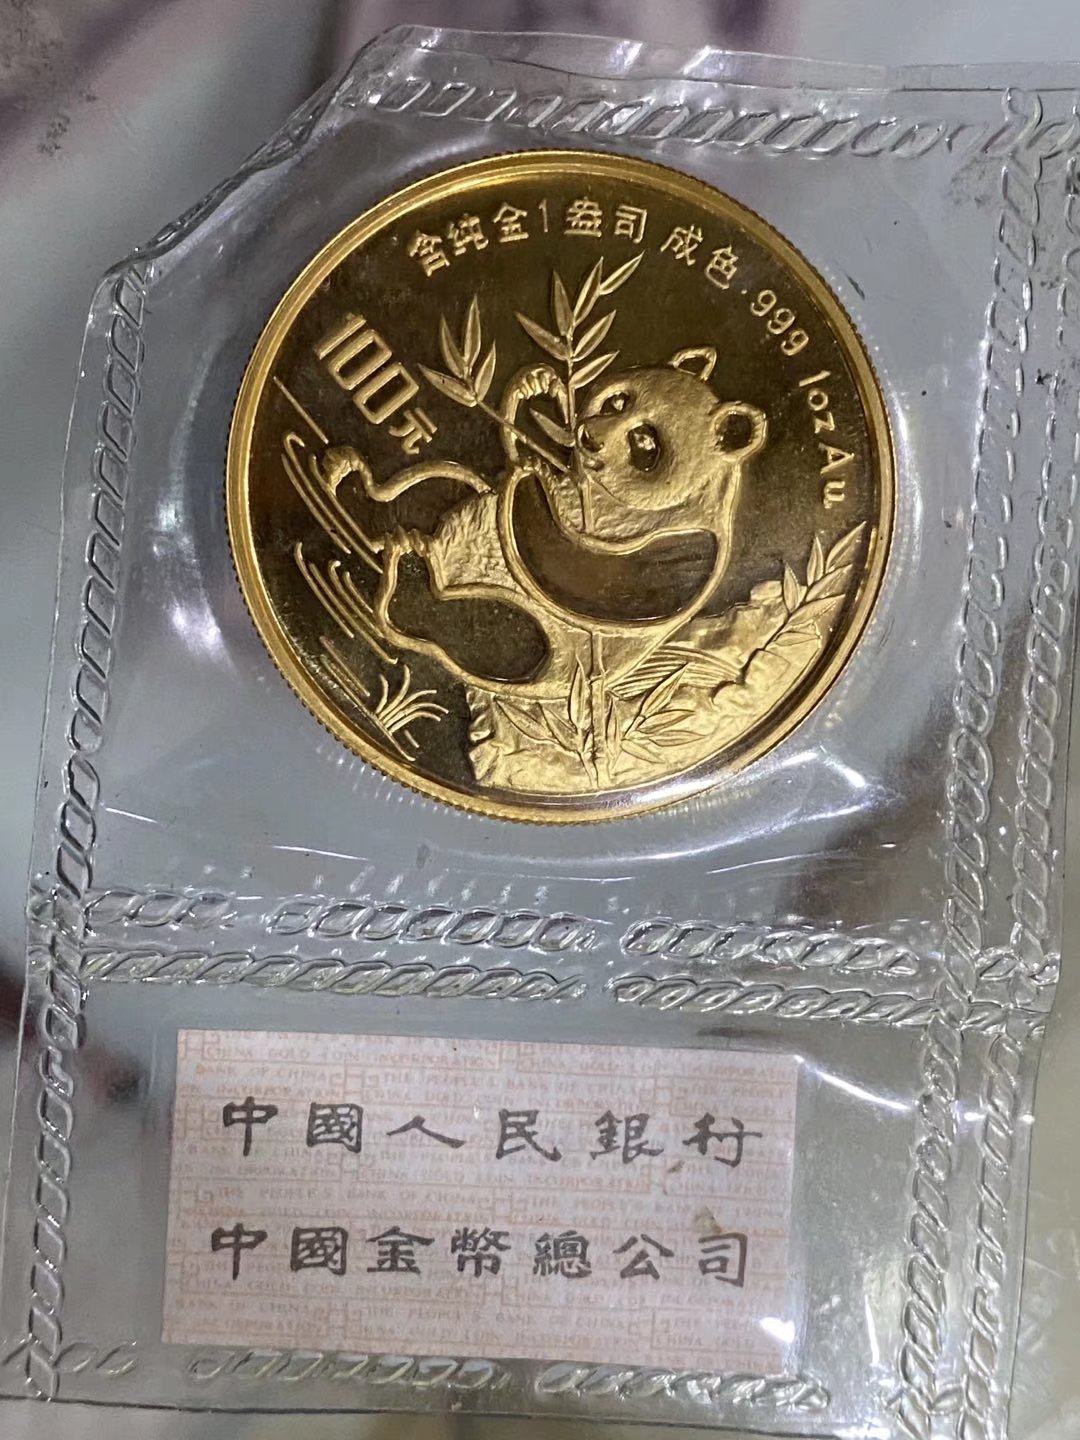 含纯金1盎司 成色.999 1oz Au
100元
中國人民銀行
中國金幣總公司